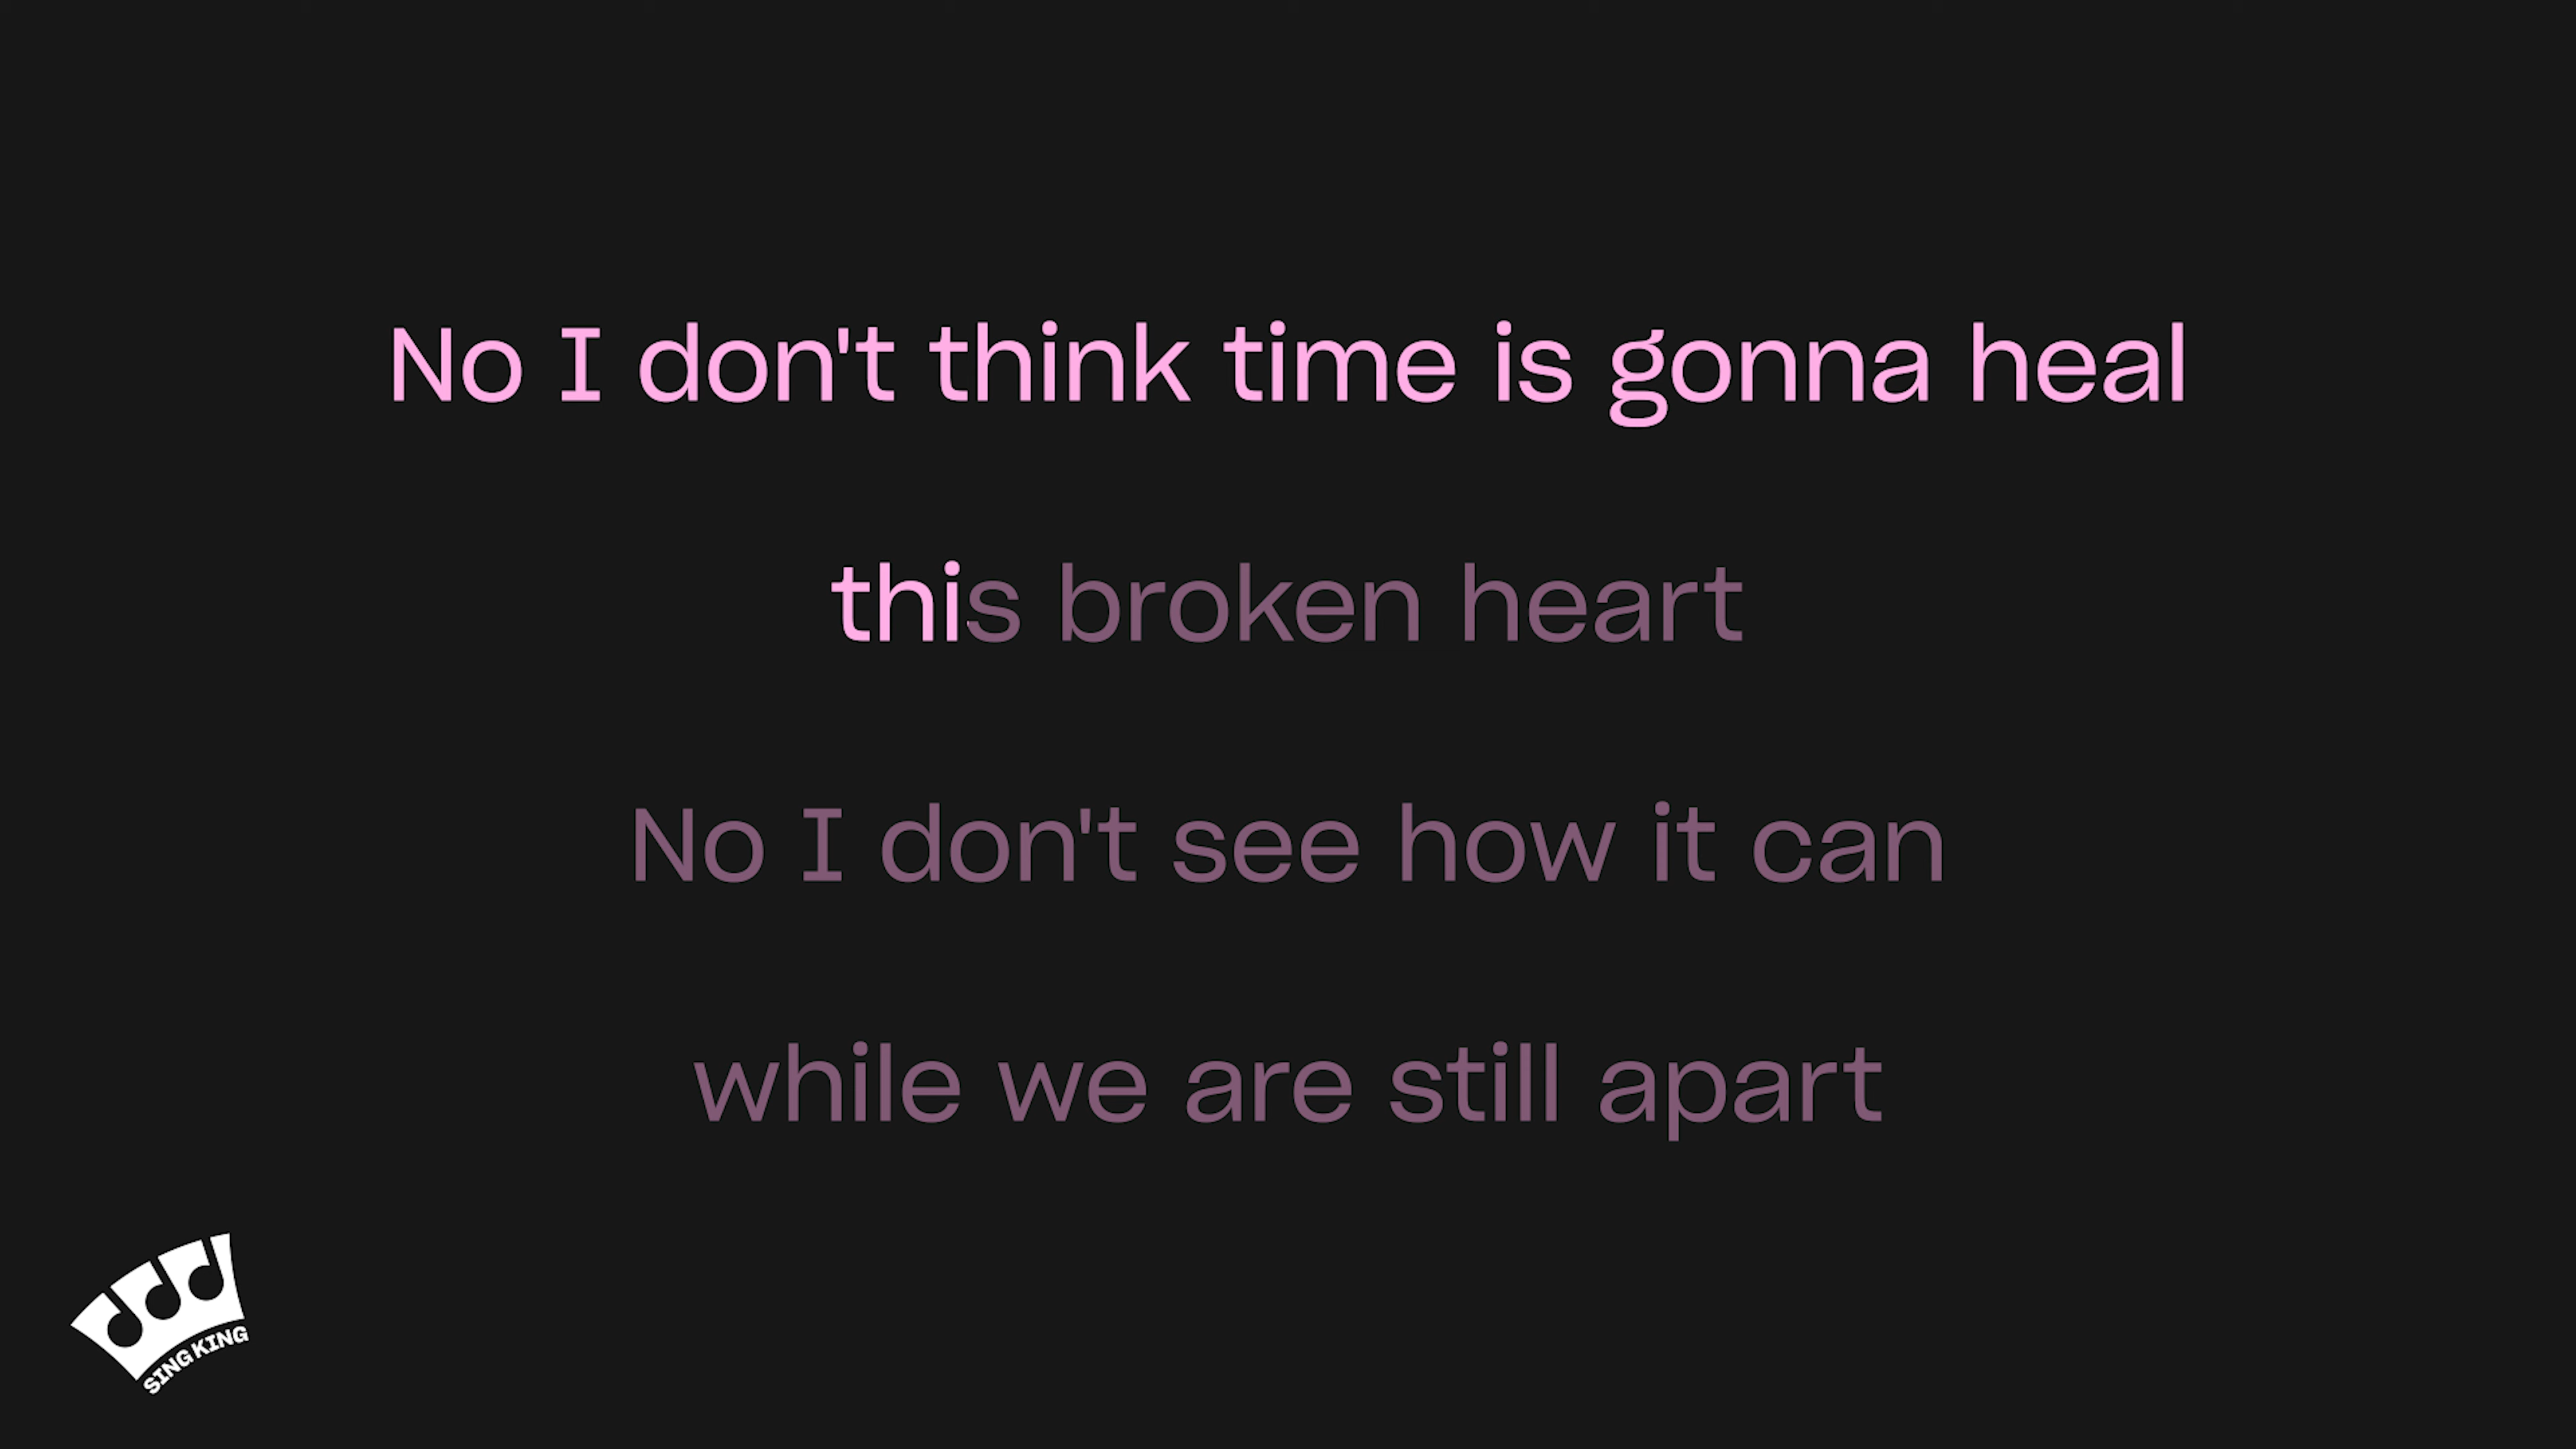 No I don't think time is gonna heal
this broken heart
No I don't see how it can
while we are still apart
SING KING